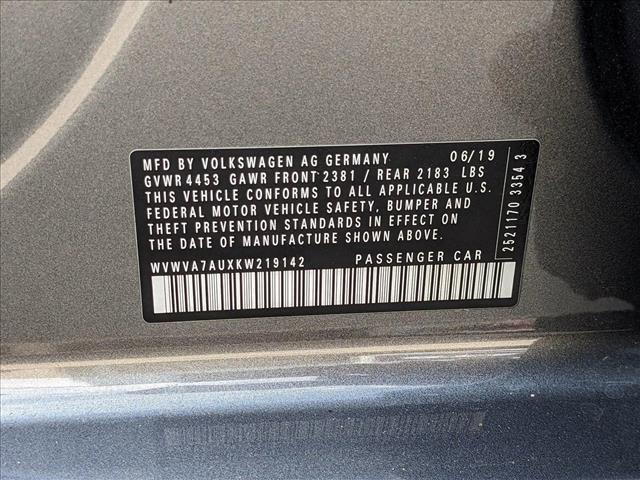 MFD BY VOLKSWAGEN AG GERMANY 06/19
GVWR 4453 GAWR FRONT 2381 / REAR 2183 LBS
THIS VEHICLE CONFORMS TO ALL APPLICABLE U.S.
FEDERAL MOTOR VEHICLE SAFETY, BUMPER AND
THEFT PREVENTION STANDARDS IN EFFECT ON
THE DATE OF MANUFACTURE SHOWN ABOVE.
WVWVA7AUXKW219142 PASSENGER CAR
2521170 3354 3